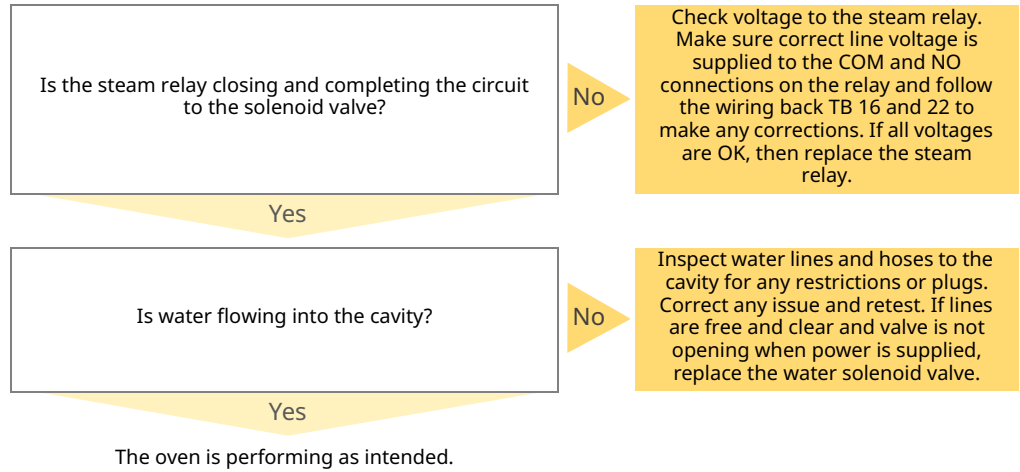 Is the steam relay closing and completing the circuit
to the solenoid valve?
No
Check voltage to the steam relay.
Make sure correct line voltage is
supplied to the COM and NO
connections on the relay and follow
the wiring back TB 16 and 22 to
make any corrections. If all voltages
are OK, then replace the steam
relay.
Yes
Is water flowing into the cavity?
No
Inspect water lines and hoses to the
cavity for any restrictions or plugs.
Correct any issue and retest. If lines
are free and clear and valve is not
opening when power is supplied,
replace the water solenoid valve.
Yes
The oven is performing as intended.